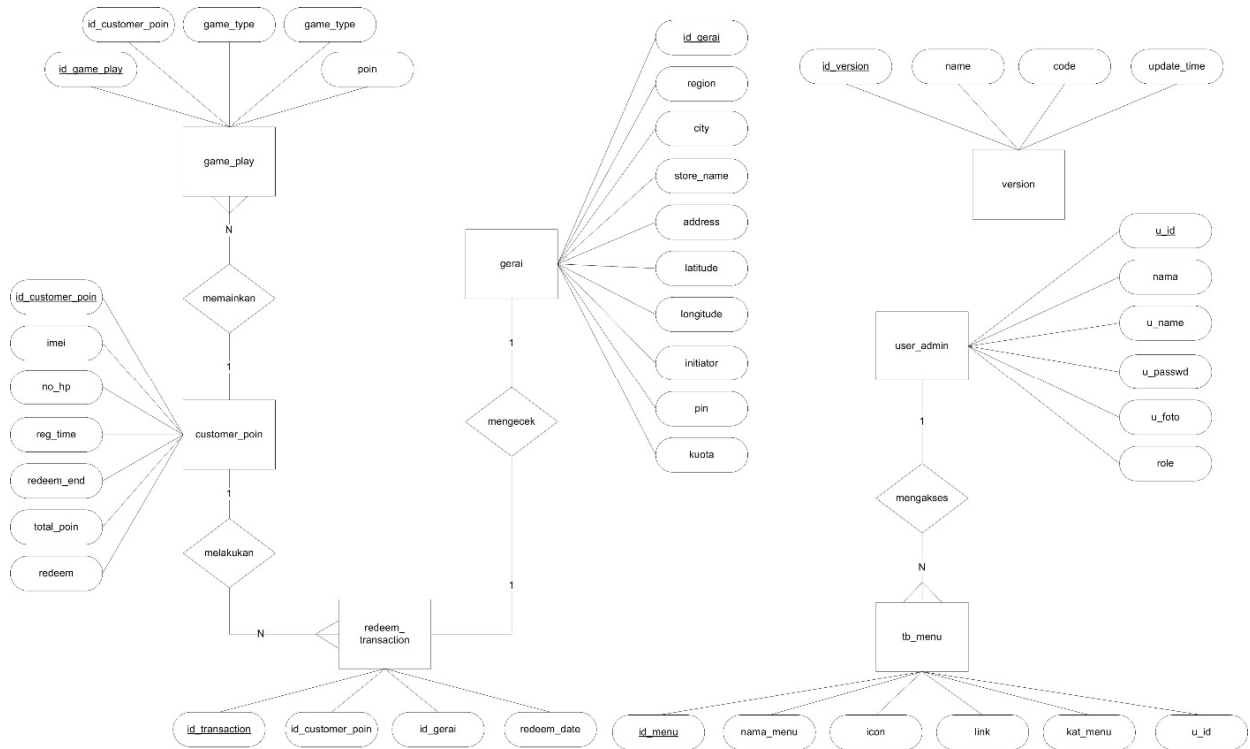 id_customer_poin
game_type
game_type
id_game_play
poin
game_play
N
memainkan
1
id_customer_poin
imei
no_hp
reg_time
redeem_end
total_poin
redeem
customer_poin
1
melakukan
N
redeem_
transaction
id_transaction
id_customer_poin
id_gerai
redeem_date
gerai
1
mengecek
1
id_gerai
region
city
store_name
address
latitude
longitude
initiator
pin
kuota
id_version
name
code
update_time
version
user_admin
u_id
nama
u_name
u_passwd
u_foto
role
1
mengakses
N
tb_menu
id_menu
nama_menu
icon
link
kat_menu
u_id